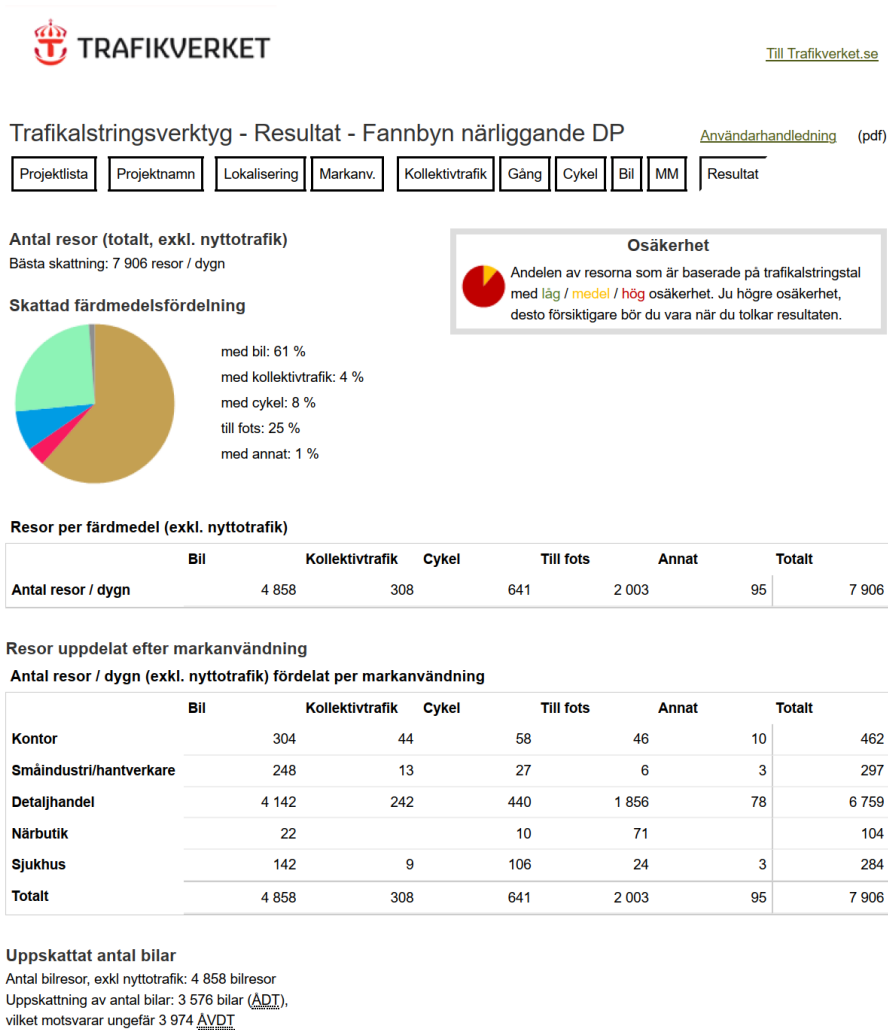 TRAFIKVERKET
Till Trafikverket.se
Trafikalstringsverktyg - Resultat - Fannbyn närliggande DP
Användarhandledning (pdf)
Projektlista Projektnamn Lokalisering Markanv. Kollektivtrafik Gång Cykel Bil MM Resultat
Antal resor (totalt, exkl. nyttotrafik)
Bästa skattning: 7 906 resor / dygn
Osäkerhet
Andelen av resorna som är baserade på trafikalstringstal
med låg / medel / hög osäkerhet. Ju högre osäkerhet,
desto försiktigare bör du vara när du tolkar resultaten.
Skattad färdmedelsfördelning
med bil: 61 %
med kollektivtrafik: 4 %
med cykel: 8 %
till fots: 25 %
med annat: 1 %
Resor per färdmedel (exkl. nyttotrafik)
Bil Kollektivtrafik Cykel Till fots Annat Totalt
Antal resor / dygn 4 858 308 641 2 003 95 7 906
Resor uppdelat efter markanvändning
Antal resor / dygn (exkl. nyttotrafik) fördelat per markanvändning
Bil Kollektivtrafik Cykel Till fots Annat Totalt
Kontor 304 44 58 46 10 462
Småindustri/hantverkare 248 13 27 6 3 297
Detaljhandel 4 142 242 440 1 856 78 6 759
Närbutik 22 10 71 104
Sjukhus 142 9 106 24 3 284
Totalt 4 858 308 641 2 003 95 7 906
Uppskattat antal bilar
Antal bilresor, exkl nyttotrafik: 4 858 bilresor
Uppskattning av antal bilar: 3 576 bilar (ÅDT),
vilket motsvarar ungefär 3 974 ÅVDT